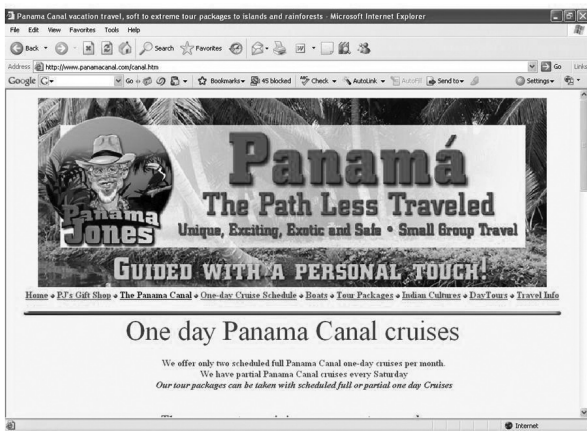 Panama Canal vacation travel, soft to extreme tour packages to islands and rainforests - Microsoft Internet Explorer
File Edit View Favorites Tools Help
Back Search Favorites
Address http://www.panamacanal.com/canal.htm Go Links
Google G Go Bookmarks 45 blocked Check AutoLink AutoFill Send to Settings
Panamá
The Path Less Traveled
Panama Jones
Unique, Exciting, Exotic and Safe • Small Group Travel
GUIDED WITH A PERSONAL TOUCH!
Home PJ's Gift Shop The Panama Canal One-day Cruise Schedule Boats Tour Packages Indian Cultures DayTours Travel Info
One day Panama Canal cruises
We offer only two scheduled full Panama Canal one-day cruises per month.
We have partial Panama Canal cruises every Saturday
Our tour packages can be taken with scheduled full or partial one day Cruises
Internet